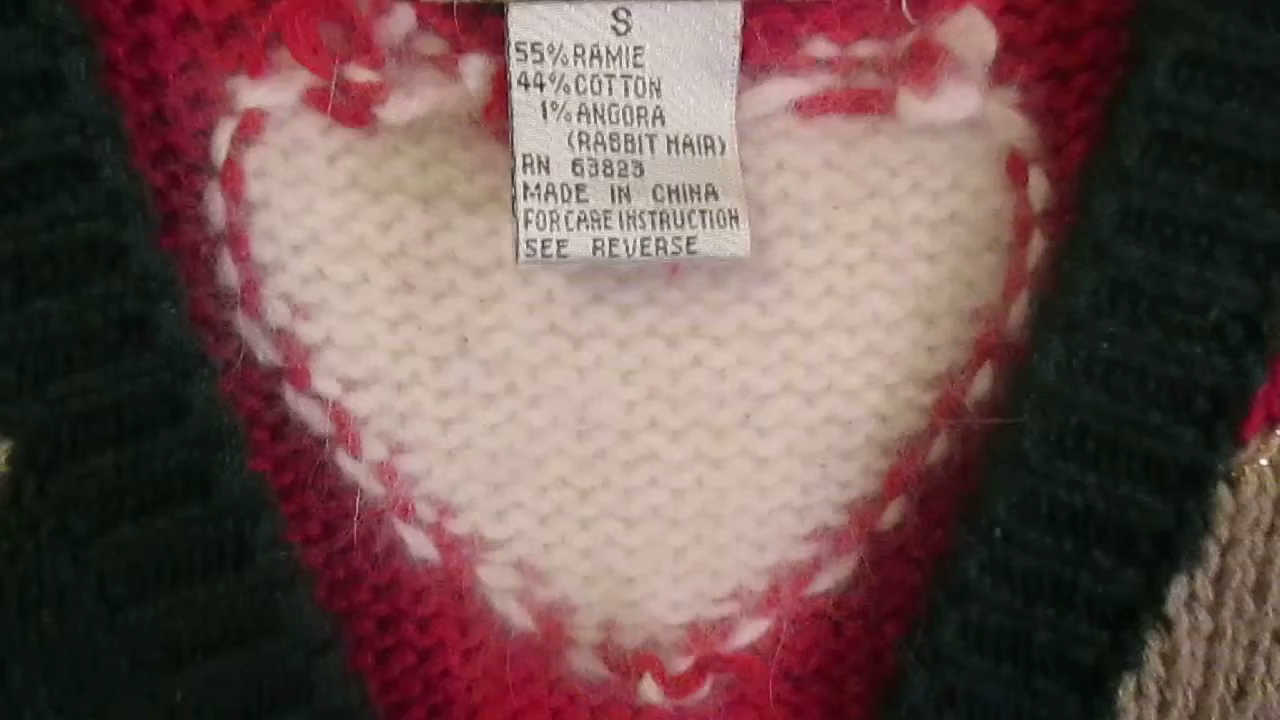 S
55% RAMIE
44% COTTON
1% ANGORA
(RABBIT HAIR)
RN 63823
MADE IN CHINA
FOR CARE INSTRUCTION
SEE REVERSE